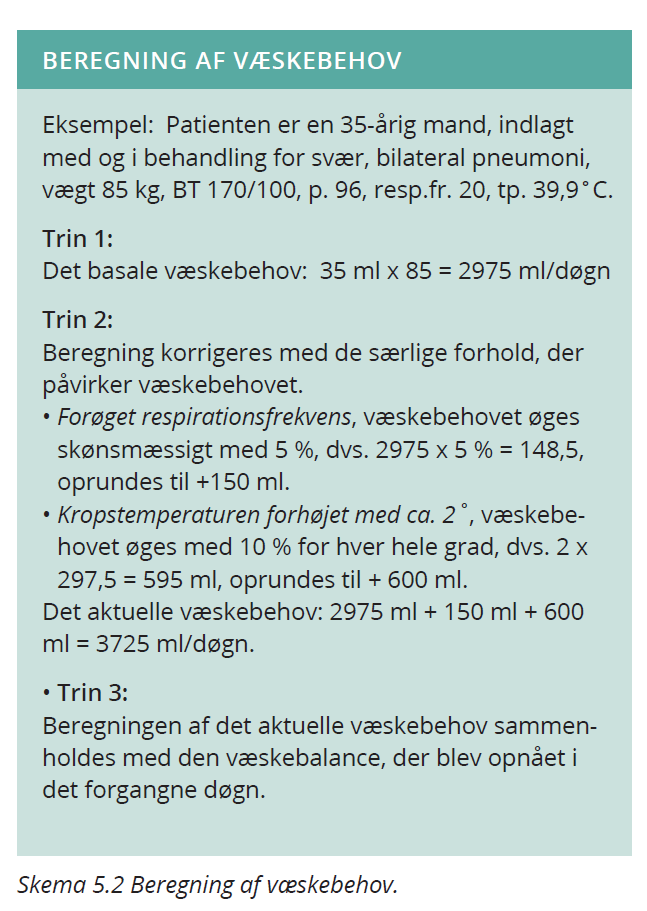 BEREGNING AF VÆSKEBEHOV
Eksempel:  Patienten er en 35-årig mand, indlagt
med og i behandling for svær, bilateral pneumoni,
vægt 85 kg, BT 170/100, p. 96, resp.fr. 20, tp. 39,9˚C.
Trin 1:
Det basale væskebehov:  35 ml x 85 = 2975 ml/døgn
Trin 2:
Beregning korrigeres med de særlige forhold, der
påvirker væskebehovet.
• Forøget respirationsfrekvens, væskebehovet øges
skønsmæssigt med 5 %, dvs. 2975 x 5 % = 148,5,
oprundes til +150 ml.
• Kropstemperaturen forhøjet med ca. 2˚, væskebe-
hovet øges med 10 % for hver hele grad, dvs. 2 x
297,5 = 595 ml, oprundes til + 600 ml.
Det aktuelle væskebehov: 2975 ml + 150 ml + 600
ml = 3725 ml/døgn.
• Trin 3:
Beregningen af det aktuelle væskebehov sammen-
holdes med den væskebalance, der blev opnået i
det forgangne døgn.
Skema 5.2 Beregning af væskebehov.